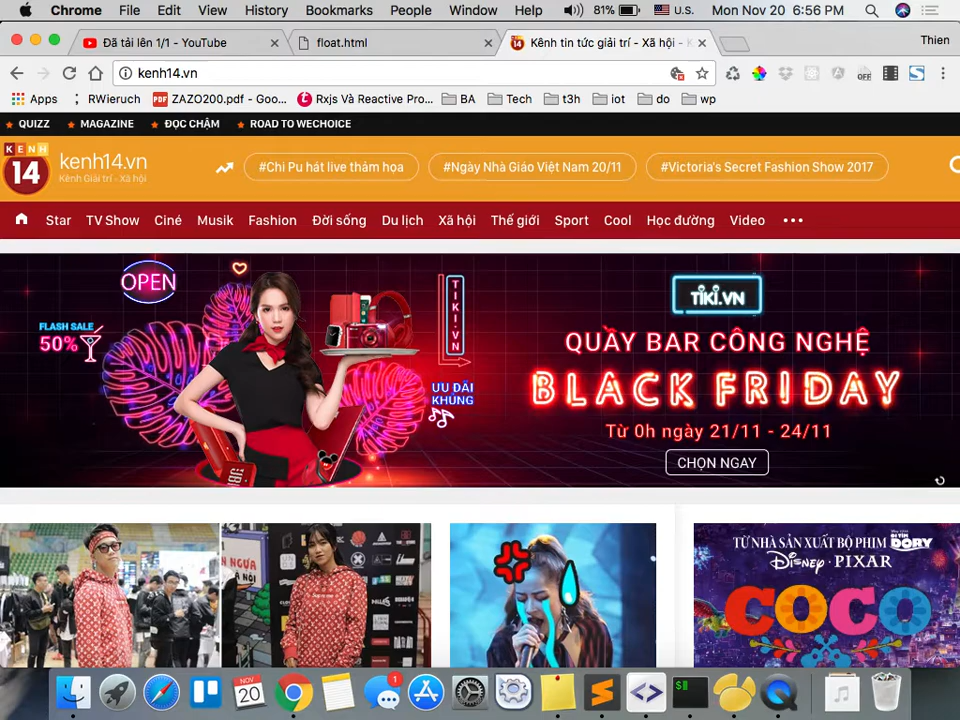 Chrome File Edit View History Bookmarks People Window Help 81% U.S. Mon Nov 20 6:56 PM
Đã tải lên 1/1 - YouTube
float.html
Kênh tin tức giải trí - Xã hội -
Thien
kenh14.vn
OFF
Apps RWieruch ZAZO200.pdf - Goo... Rxjs Và Reactive Pro... BA Tech t3h iot do wp
QUIZZ MAGAZINE ĐỌC CHẬM ROAD TO WECHOICE
KENH
14
kenh14.vn
Kênh Giải trí - Xã hội
#Chi Pu hát live thảm họa
#Ngày Nhà Giáo Việt Nam 20/11
#Victoria's Secret Fashion Show 2017
Star TV Show Ciné Musik Fashion Đời sống Du lịch Xã hội Thế giới Sport Cool Học đường Video
OPEN
FLASH SALE
50%
TIKI.VN
ƯU ĐÃI
KHỦNG
TIKI.VN
QUẦY BAR CÔNG NGHỆ
BLACK FRIDAY
Từ 0h ngày 21/11 - 24/11
CHỌN NGAY
TỪ NHÀ SẢN XUẤT BỘ PHIM ĐI TÌM DORY
DISNEY · PIXAR
COCO
NOV
20
1